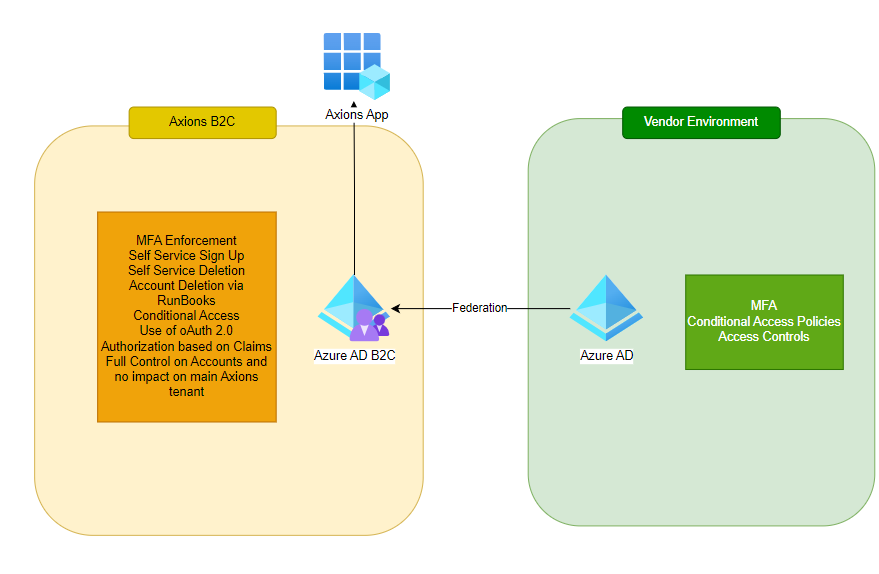 Axions App
Axions B2C
Vendor Environment
MFA Enforcement
Self Service Sign Up
Self Service Deletion
Account Deletion via
RunBooks
Conditional Access
Use of oAuth 2.0
Authorization based on Claims
Full Control on Accounts and
no impact on main Axions
tenant
Azure AD B2C
Federation
Azure AD
MFA
Conditional Access Policies
Access Controls